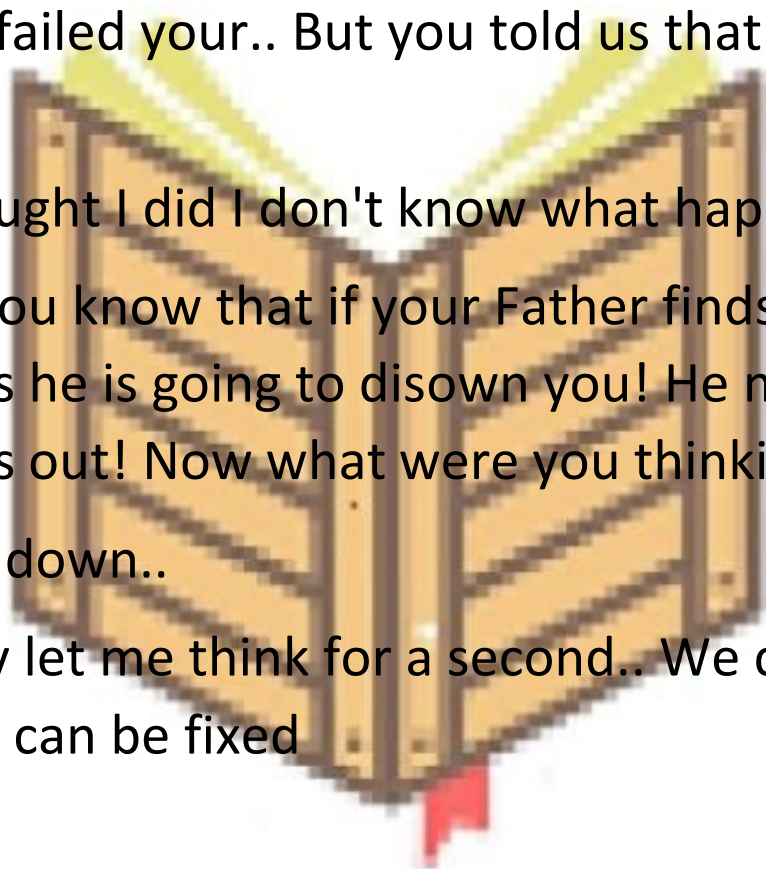 failed your.. But you told us that
ught I did I don't know what hap
ou know that if your Father finds
s he is going to disown you! He
s out! Now what were you thinki
down..
let me think for a second.. We
can be fixed